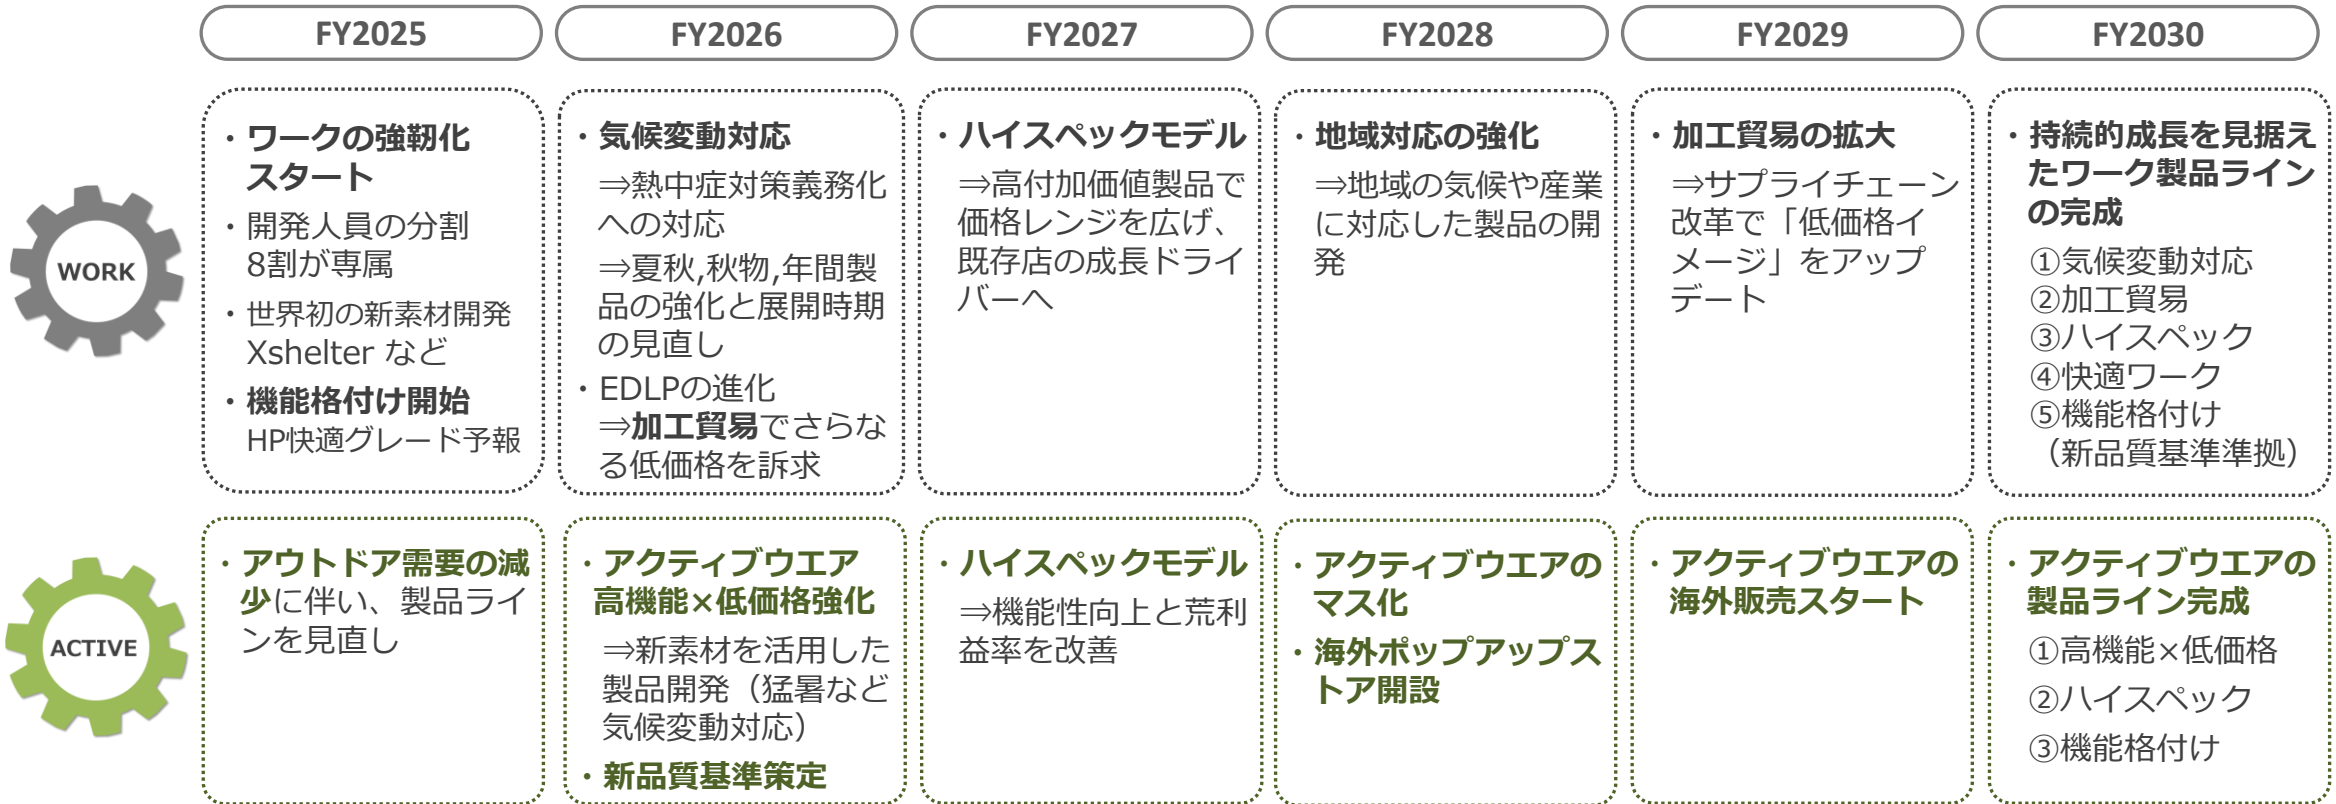 FY2025
FY2026
FY2027
FY2028
FY2029
FY2030
WORK
・ワークの強靭化
スタート
・開発人員の分割
8割が専属
・世界初の新素材開発
Xshelter など
・機能格付け開始
HP快適グレード予報
・気候変動対応
⇒熱中症対策義務化
への対応
⇒夏秋,秋物,年間製
品の強化と展開時期
の見直し
・EDLPの進化
⇒加工貿易でさらな
る低価格を訴求
・ハイスペックモデル
⇒高付加価値製品で
価格レンジを広げ、
既存店の成長ドライ
バーへ
・地域対応の強化
⇒地域の気候や産業
に対応した製品の開
発
・加工貿易の拡大
⇒サプライチェーン
改革で「低価格イ
メージ」をアップ
デート
・持続的成長を見据え
たワーク製品ライン
の完成
①気候変動対応
②加工貿易
③ハイスペック
④快適ワーク
⑤機能格付け
（新品質基準準拠）
ACTIVE
・アウトドア需要の減
少に伴い、製品ライ
ンを見直し
・アクティブウエア
高機能×低価格強化
⇒新素材を活用した
製品開発（猛暑など
気候変動対応）
・新品質基準策定
・ハイスペックモデル
⇒機能性向上と荒利
益率を改善
・アクティブウエアの
マス化
・海外ポップアップス
トア開設
・アクティブウエアの
海外販売スタート
・アクティブウエアの
製品ライン完成
①高機能×低価格
②ハイスペック
③機能格付け